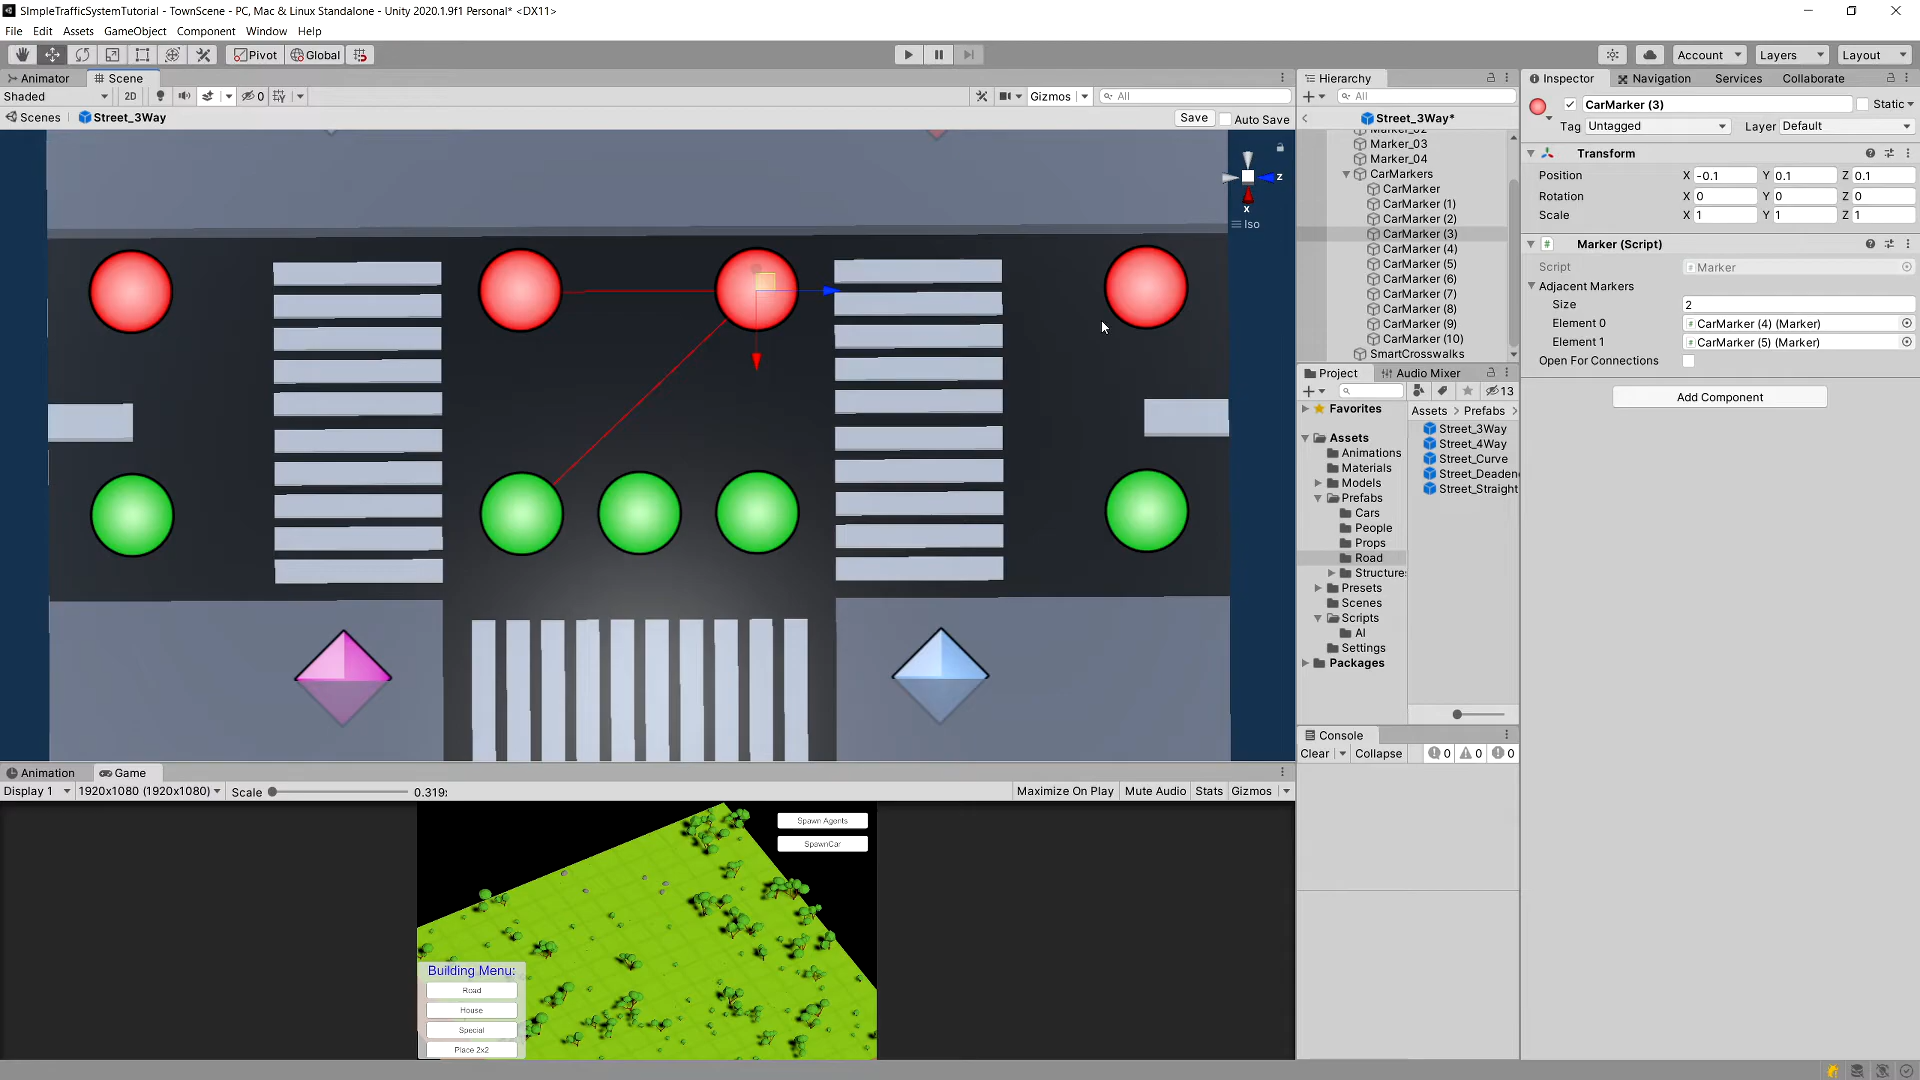 SImpleTrafficSystemTutorial - TownScene - PC, Mac & Linux Standalone - Unity 2020.1.9f1 Personal* <DX11>
File Edit Assets GameObject Component Window Help
Pivot Global Account Layers Layout
Animator Scene
Shaded 2D 0 Gizmos All
Scenes Street_3Way Save Auto Save
z
x
Iso
Hierarchy
All
Street_3Way*
Marker_03
Marker_04
CarMarkers
CarMarker
CarMarker (1)
CarMarker (2)
CarMarker (3)
CarMarker (4)
CarMarker (5)
CarMarker (6)
CarMarker (7)
CarMarker (8)
CarMarker (9)
CarMarker (10)
SmartCrosswalks
Project Audio Mixer
13
Favorites
Assets
Animations
Materials
Models
Prefabs
Cars
People
Props
Road
Structure
Presets
Scenes
Scripts
AI
Settings
Packages
Assets > Prefabs >
Street_3Way
Street_4Way
Street_Curve
Street_Deaden
Street_Straight
Console
Clear Collapse 0 0 0
Inspector Navigation Services Collaborate
CarMarker (3) Static
Tag Untagged Layer Default
Transform
Position X -0.1 Y 0.1 Z 0.1
Rotation X 0 Y 0 Z 0
Scale X 1 Y 1 Z 1
# Marker (Script)
Script Marker
Adjacent Markers
Size 2
Element 0 CarMarker (4) (Marker)
Element 1 CarMarker (5) (Marker)
Open For Connections
Add Component
Animation Game
Display 1 1920x1080 (1920x1080) Scale 0.319: Maximize On Play Mute Audio Stats Gizmos
Spawn Agents
SpawnCar
Building Menu:
Road
House
Special
Place 2x2